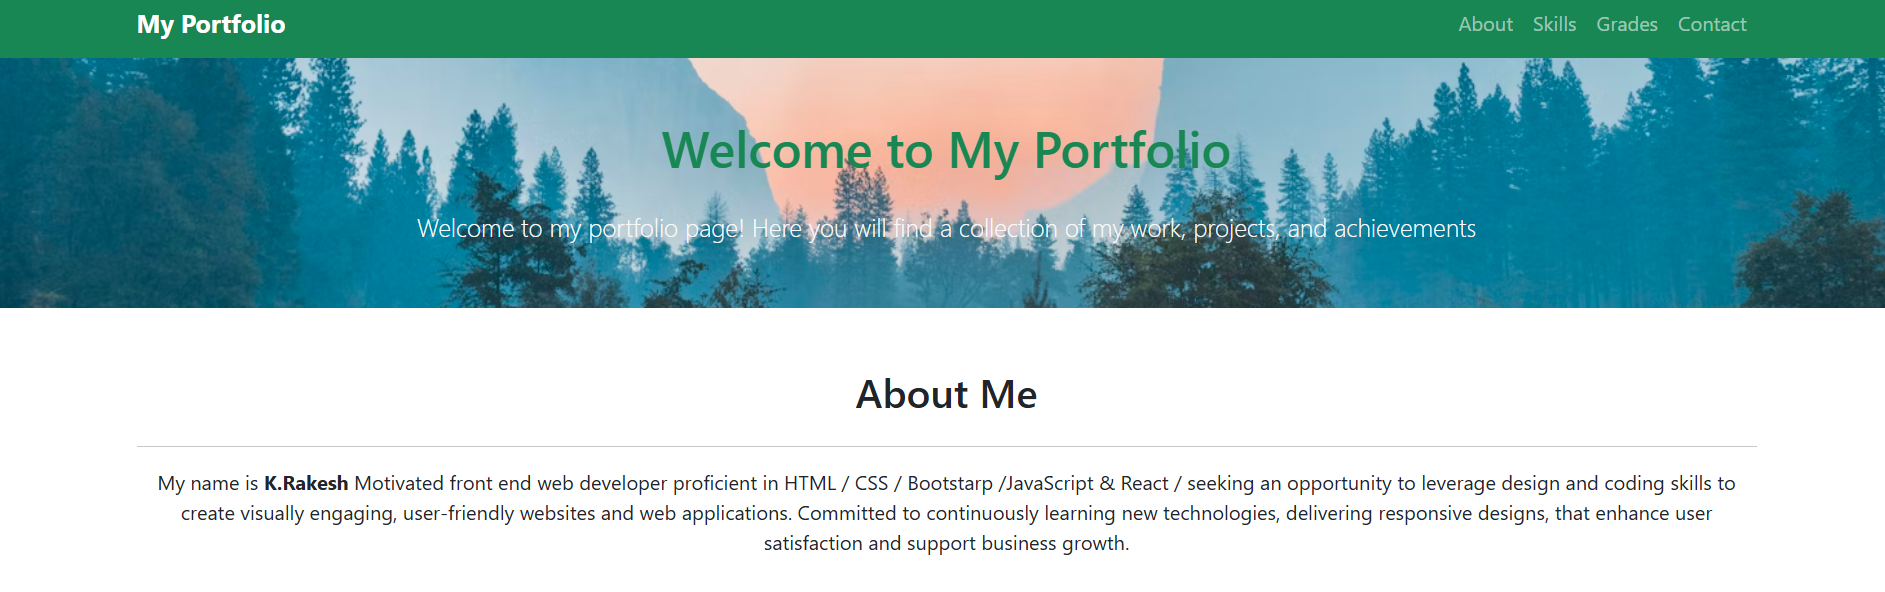 My Portfolio
About Skills Grades Contact
Welcome to My Portfolio
Welcome to my portfolio page! Here you will find a collection of my work, projects, and achievements
About Me
My name is K.Rakesh Motivated front end web developer proficient in HTML / CSS / Bootstarp /JavaScript & React / seeking an opportunity to leverage design and coding skills to
create visually engaging, user-friendly websites and web applications. Committed to continuously learning new technologies, delivering responsive designs, that enhance user
satisfaction and support business growth.